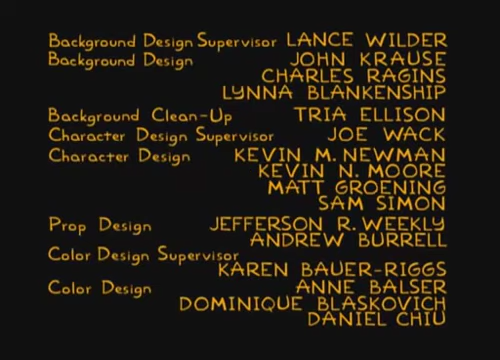 Background Design Supervisor LANCE WILDER
Background Design JOHN KRAUSE
CHARLES RAGINS
LYNNA BLANKENSHIP
Background Clean-Up TRIA ELLISON
Character Design Supervisor JOE WACK
Character Design KEVIN M. NEWMAN
KEVIN N. MOORE
MATT GROENING
SAM SIMON
Prop Design JEFFERSON R. WEEKLY
ANDREW BURRELL
Color Design Supervisor
KAREN BAUER-RIGGS
Color Design ANNE BALSER
DOMINIQUE BLASKOVICH
DANIEL CHIU